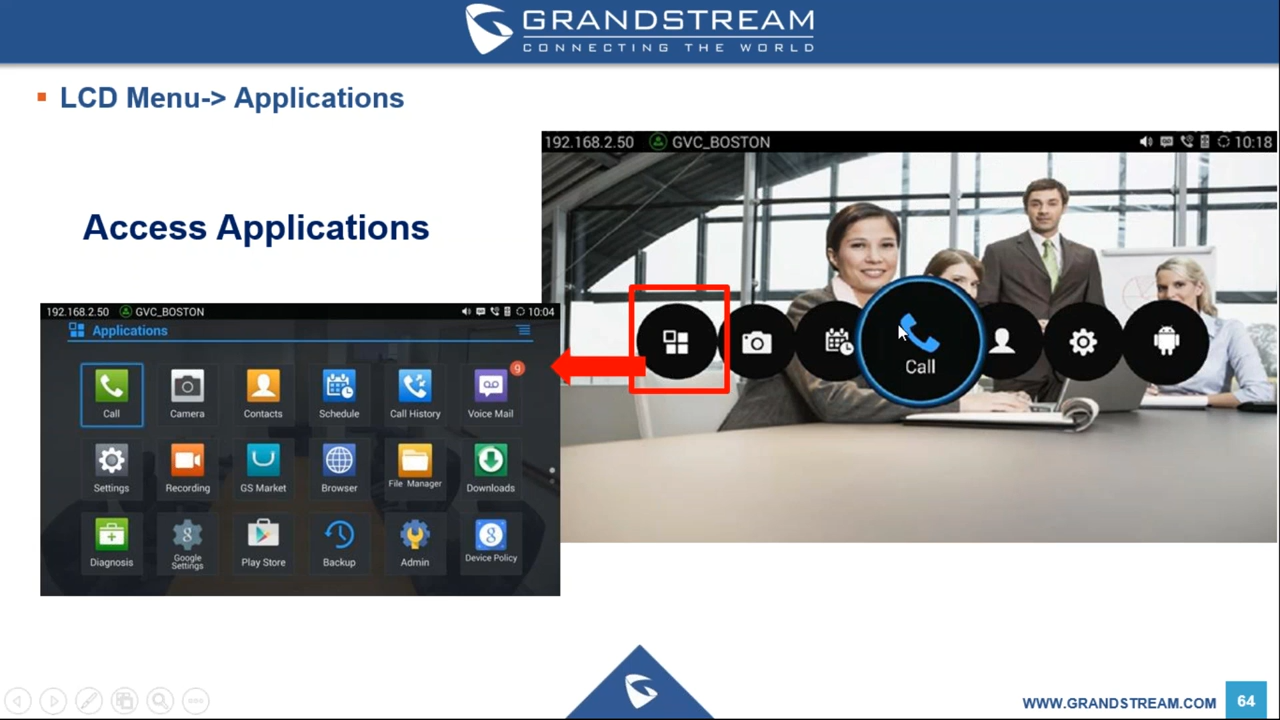 GRANDSTREAM
CONNECTING THE WORLD
LCD Menu-> Applications
Access Applications
192.168.2.50 GVC_BOSTON 10:18
Call
192.168.2.50 GVC_BOSTON 10:04
Applications
9
Call Camera Contacts Schedule Call History Voice Mail
Settings Recording GS Market Browser File Manager Downloads
Diagnosis Google Settings Play Store Backup Admin Device Policy
WWW.GRANDSTREAM.COM 64